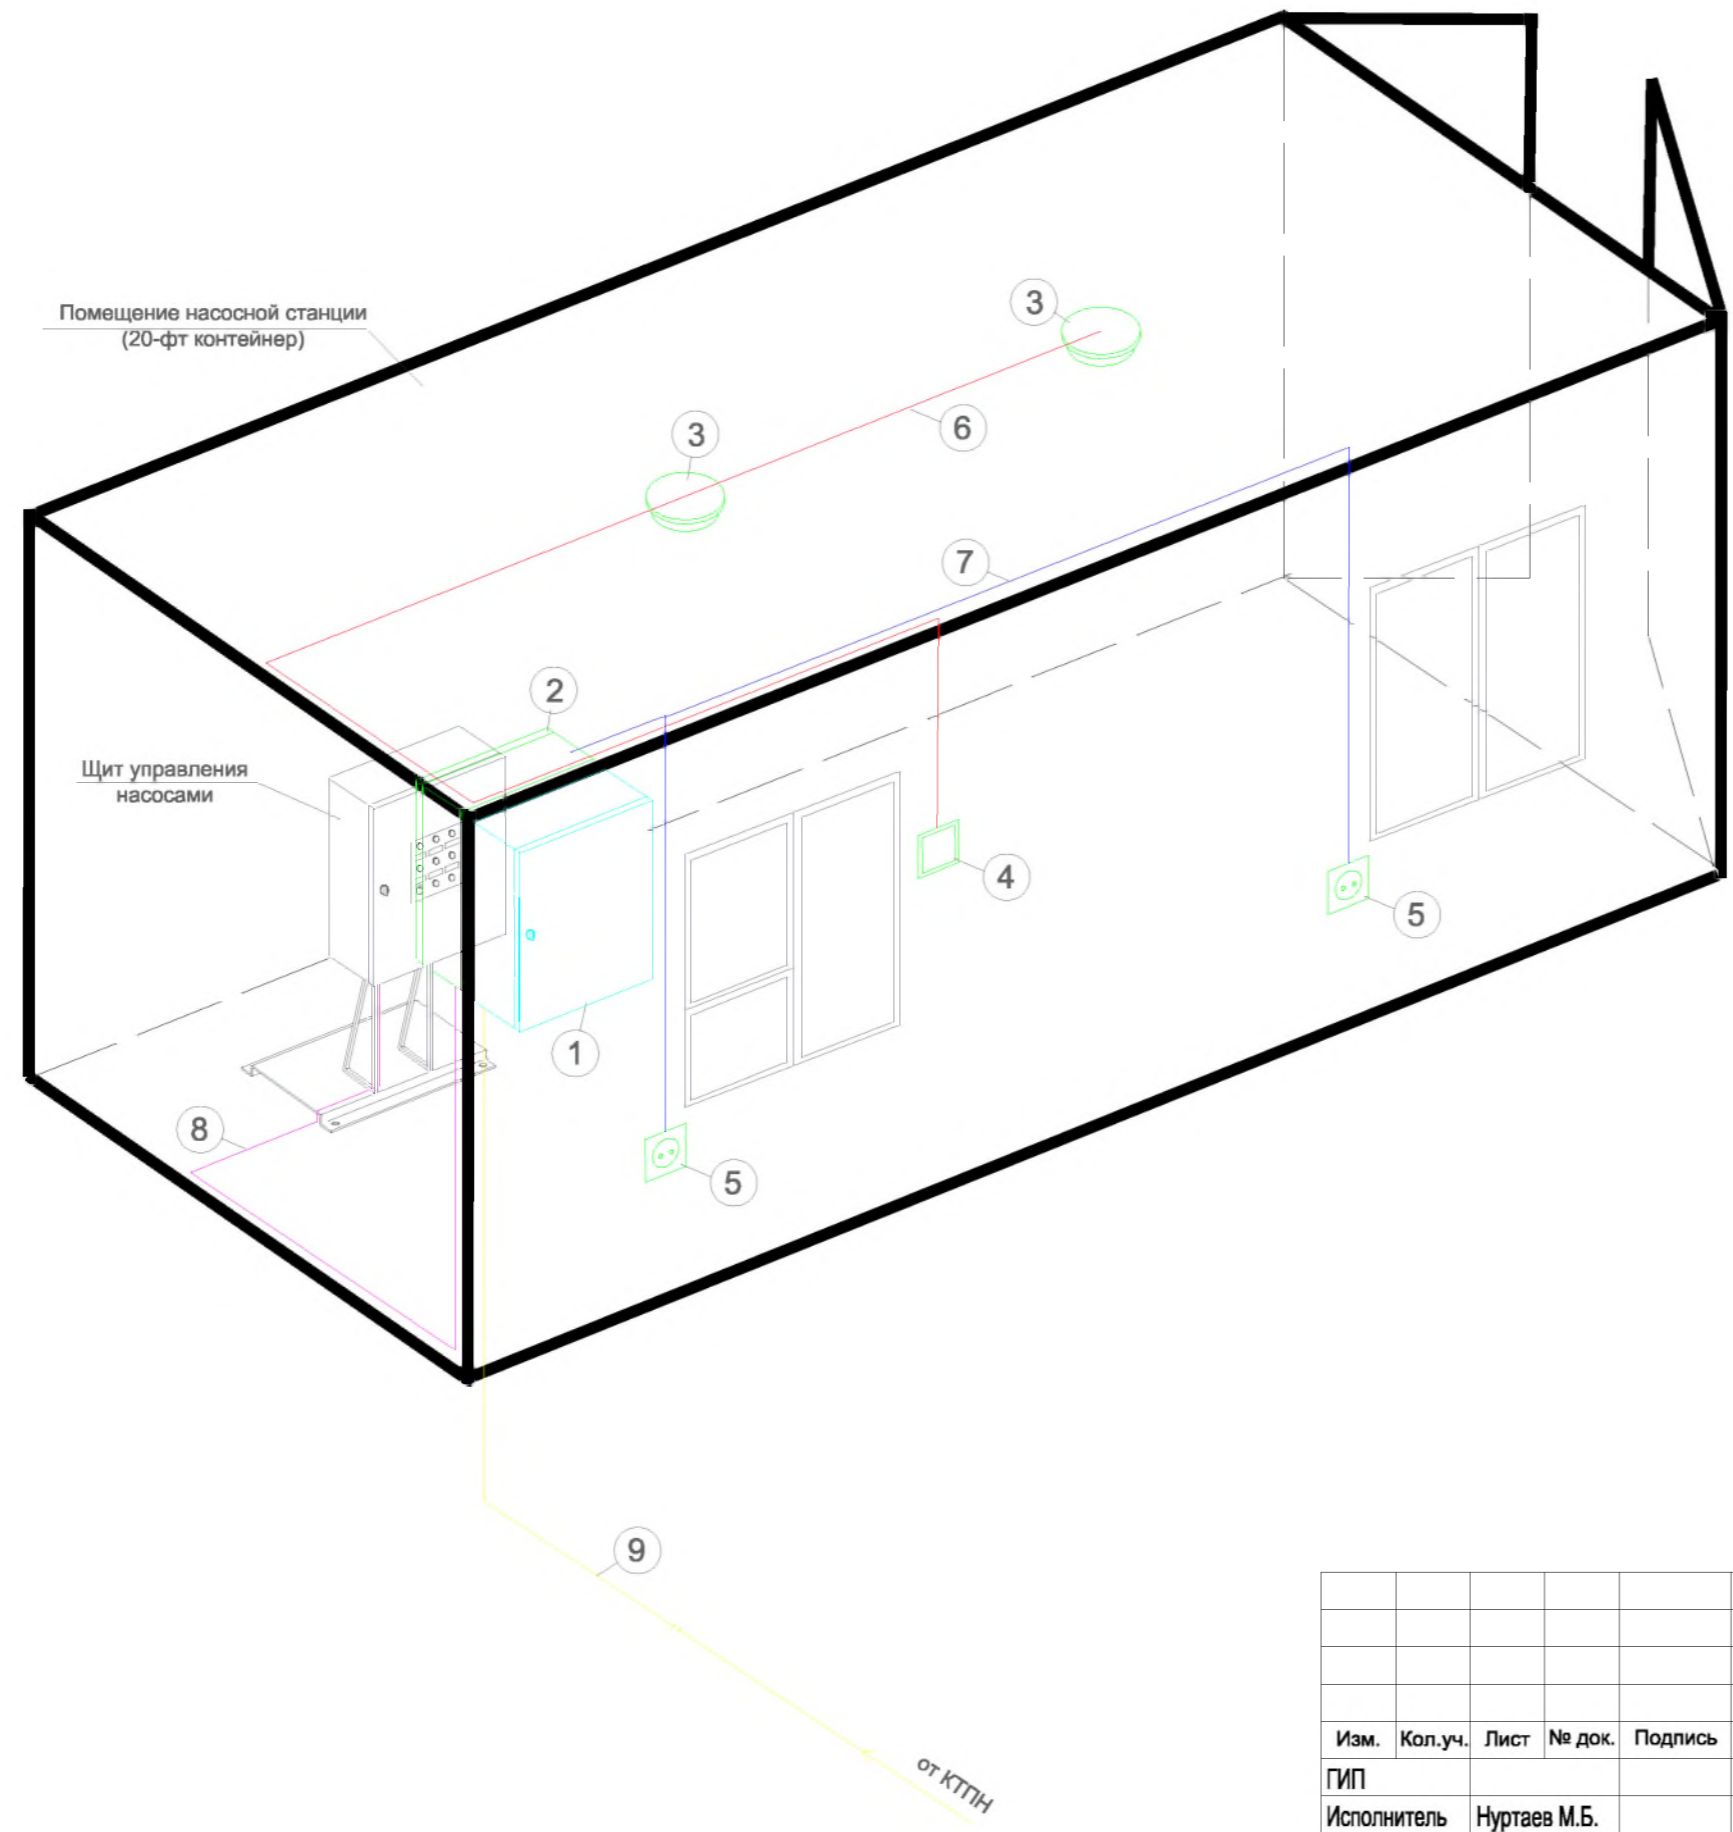 3
Помещение насосной станции
(20-фт контейнер)
3
6
7
2
Щит управления
насосами
4
5
1
8
5
9
от КТПН
Изм. Кол.уч. Лист № док. Подпись
ГИП
Исполнитель Нуртаев М.Б.